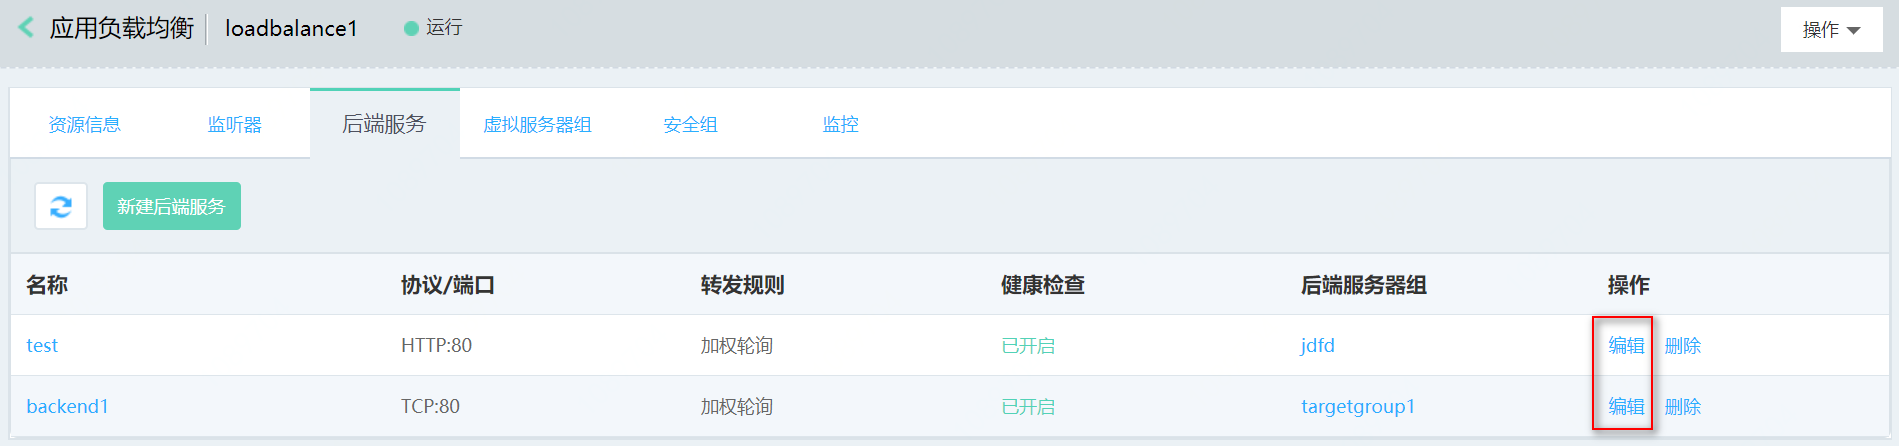 应用负载均衡 loadbalance1 运行 操作
资源信息 监听器 后端服务 虚拟服务器组 安全组 监控
新建后端服务
名称 协议/端口 转发规则 健康检查 后端服务器组 操作
test HTTP:80 加权轮询 已开启 jdfd 编辑 删除
backend1 TCP:80 加权轮询 已开启 targetgroup1 编辑 删除